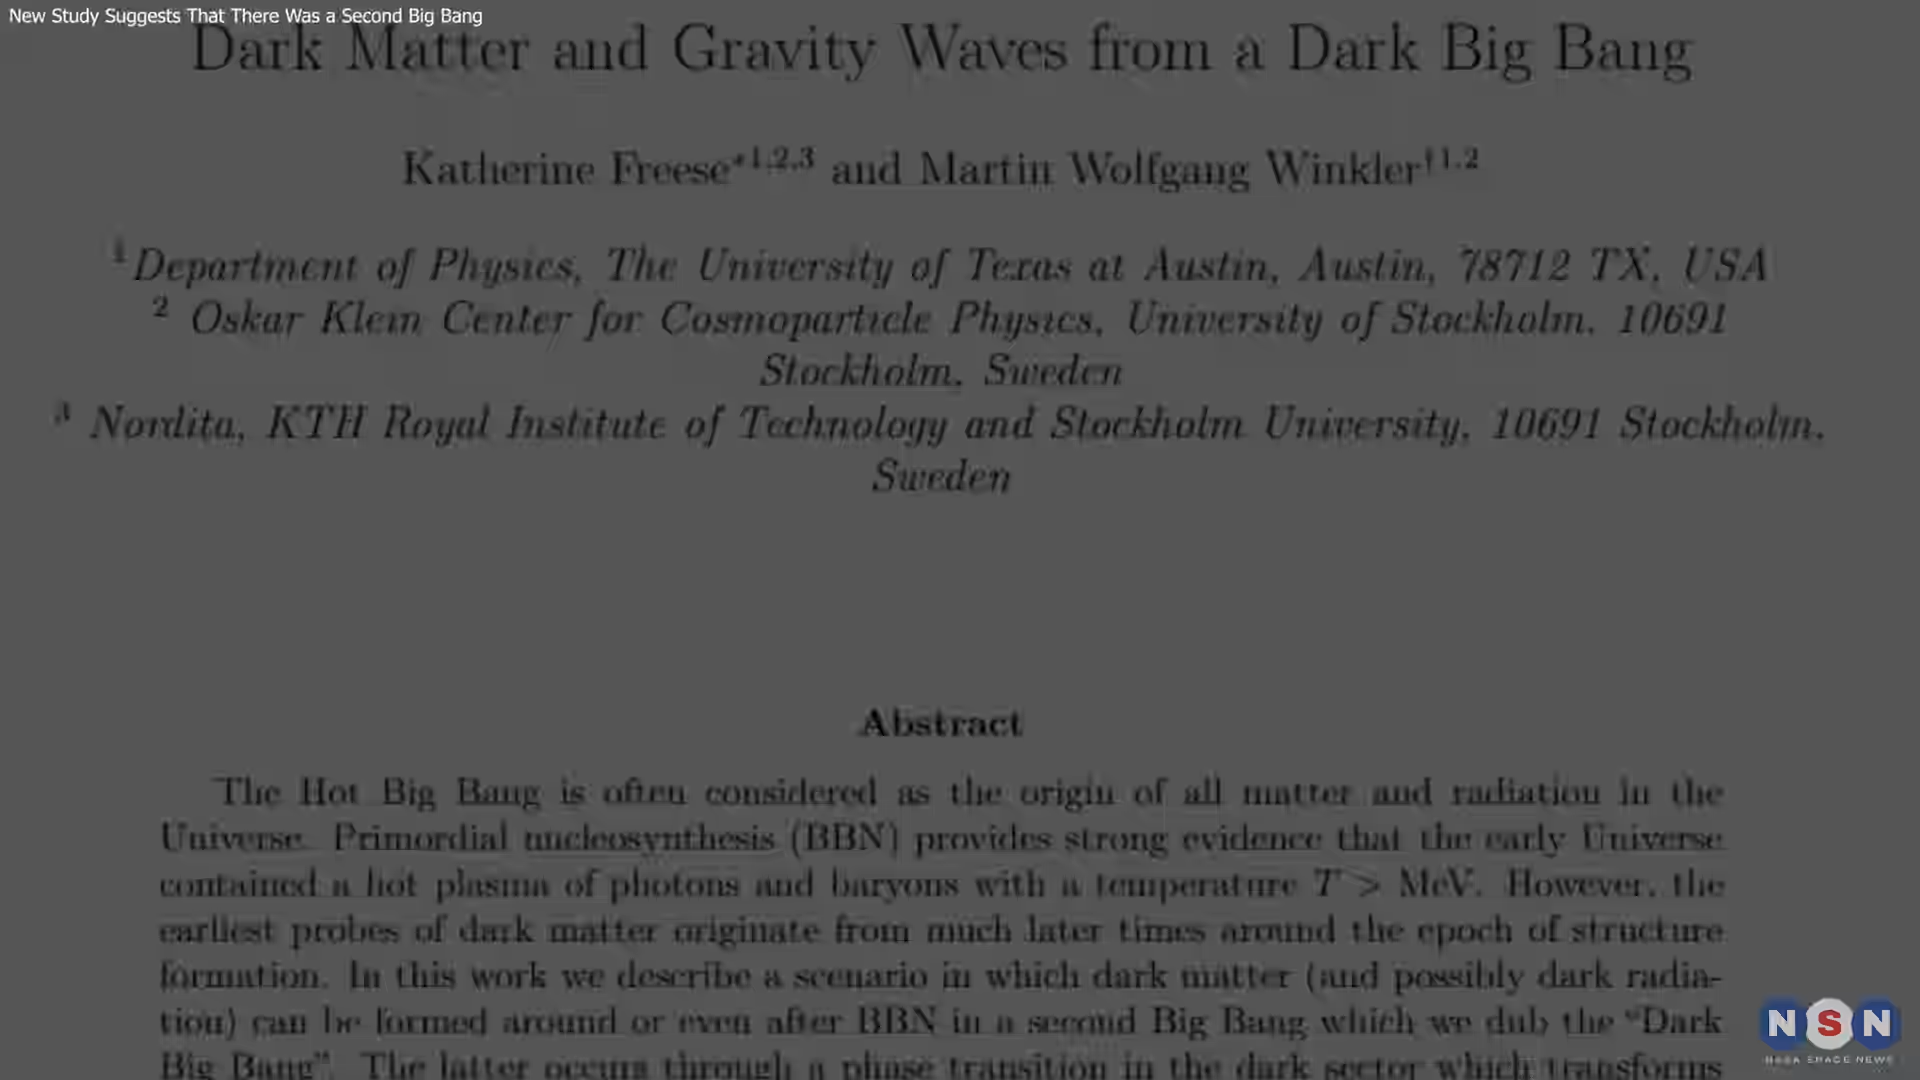 New Study Suggests That There Was a Second Big Bang
Dark Matter and Gravity Waves from a Dark Big Bang
Katherine Freese*1,2,3 and Martin Wolfgang Winkler†1,2
1 Department of Physics, The University of Texas at Austin, Austin, 78712 TX, USA
2 Oskar Klein Center for Cosmoparticle Physics, University of Stockholm, 10691
Stockholm, Sweden
3 Nordita, KTH Royal Institute of Technology and Stockholm University, 10691 Stockholm,
Sweden
Abstract
The Hot Big Bang is often considered as the origin of all matter and radiation in the
Universe. Primordial nucleosynthesis (BBN) provides strong evidence that the early Universe
contained a hot plasma of photons and baryons with a temperature T > MeV. However, the
earliest probes of dark matter originate from much later times around the epoch of structure
formation. In this work we describe a scenario in which dark matter (and possibly dark radia-
tion) can be formed around or even after BBN in a second Big Bang which we dub the “Dark
Big Bang”. The latter occurs through a phase transition in the dark sector which transforms
NSN
NASA SPACE NEWS